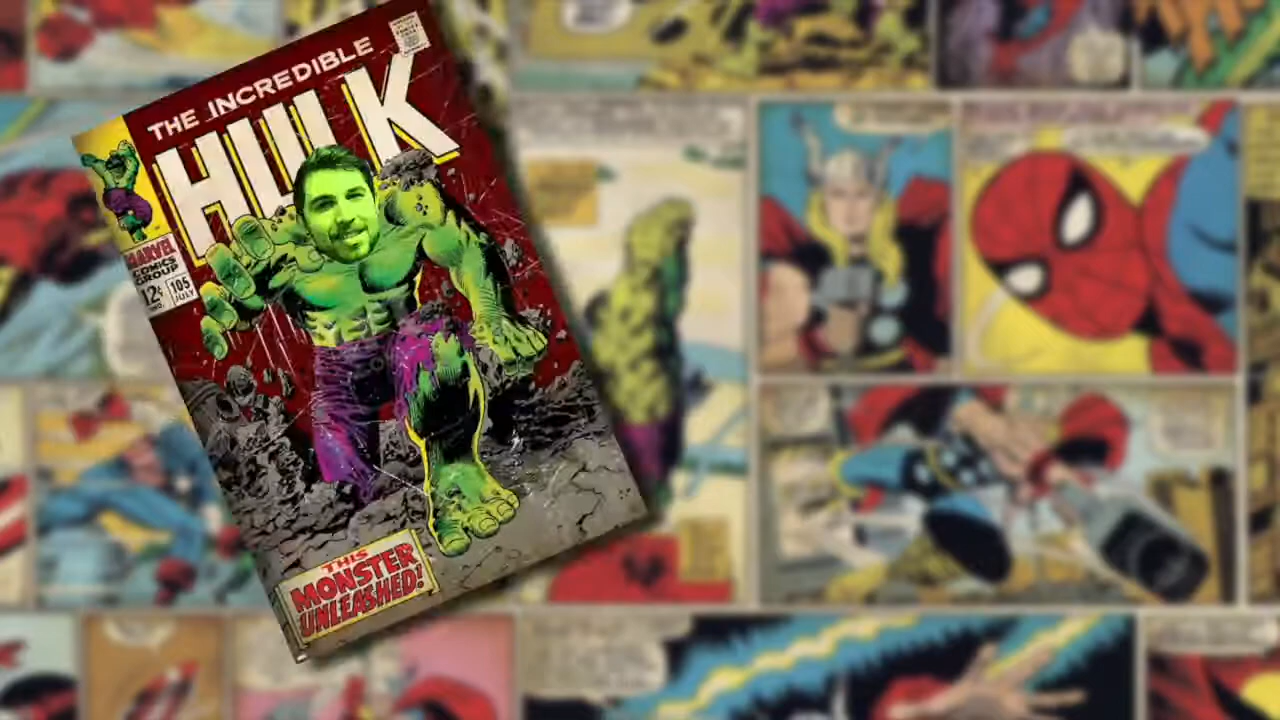 THE INCREDIBLE
HULK
MARVEL
COMICS
GROUP
12¢
105
JULY
THIS
MONSTER
UNLEASHED!